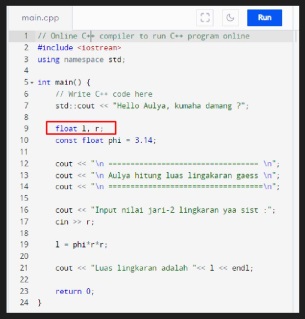 main.cpp
Run
1 // Online C++ compiler to run C++ program online
2 #include <iostream>
3 using namespace std;
4
5 int main() {
6 // Write C++ code here
7 std::cout << "Hello Aulya, kumaha damang ?";
8
9 float l, r;
10 const float phi = 3.14;
11
12 cout << "\n ================================== \n";
13 cout << "\n Aulya hitung luas lingakaran gaess \n";
14 cout << "\n ===================================\n";
15
16 cout << "Input nilai jari-2 lingkaran yaa sist :";
17 cin >> r;
18
19 l = phi*r*r;
20
21 cout << "Luas lingkaran adalah "<< l << endl;
22
23 return 0;
24 }